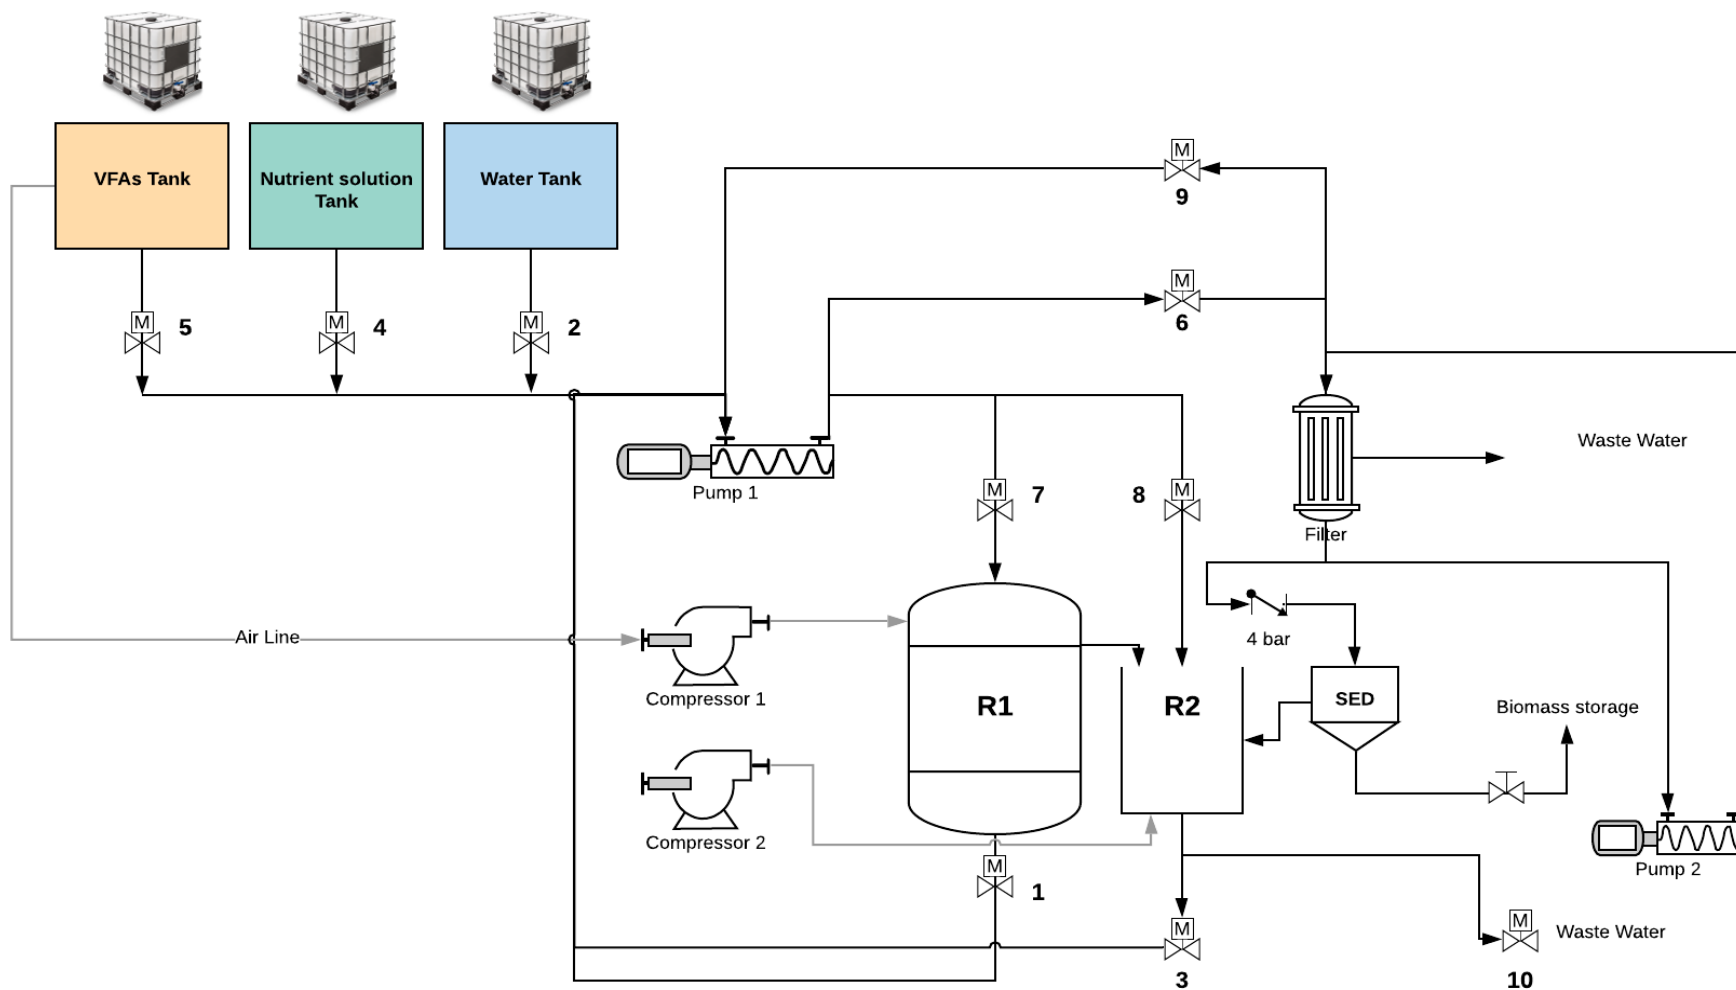 VFAs Tank
Nutrient solution
Tank
Water Tank
M
9
M
6
M
5
M
4
M
2
Waste Water
Pump 1
M
7
8
M
Filter
Air Line
4 bar
Compressor 1
R1
R2
SED
Biomass storage
Compressor 2
Pump 2
M
1
M
3
M
Waste Water
10